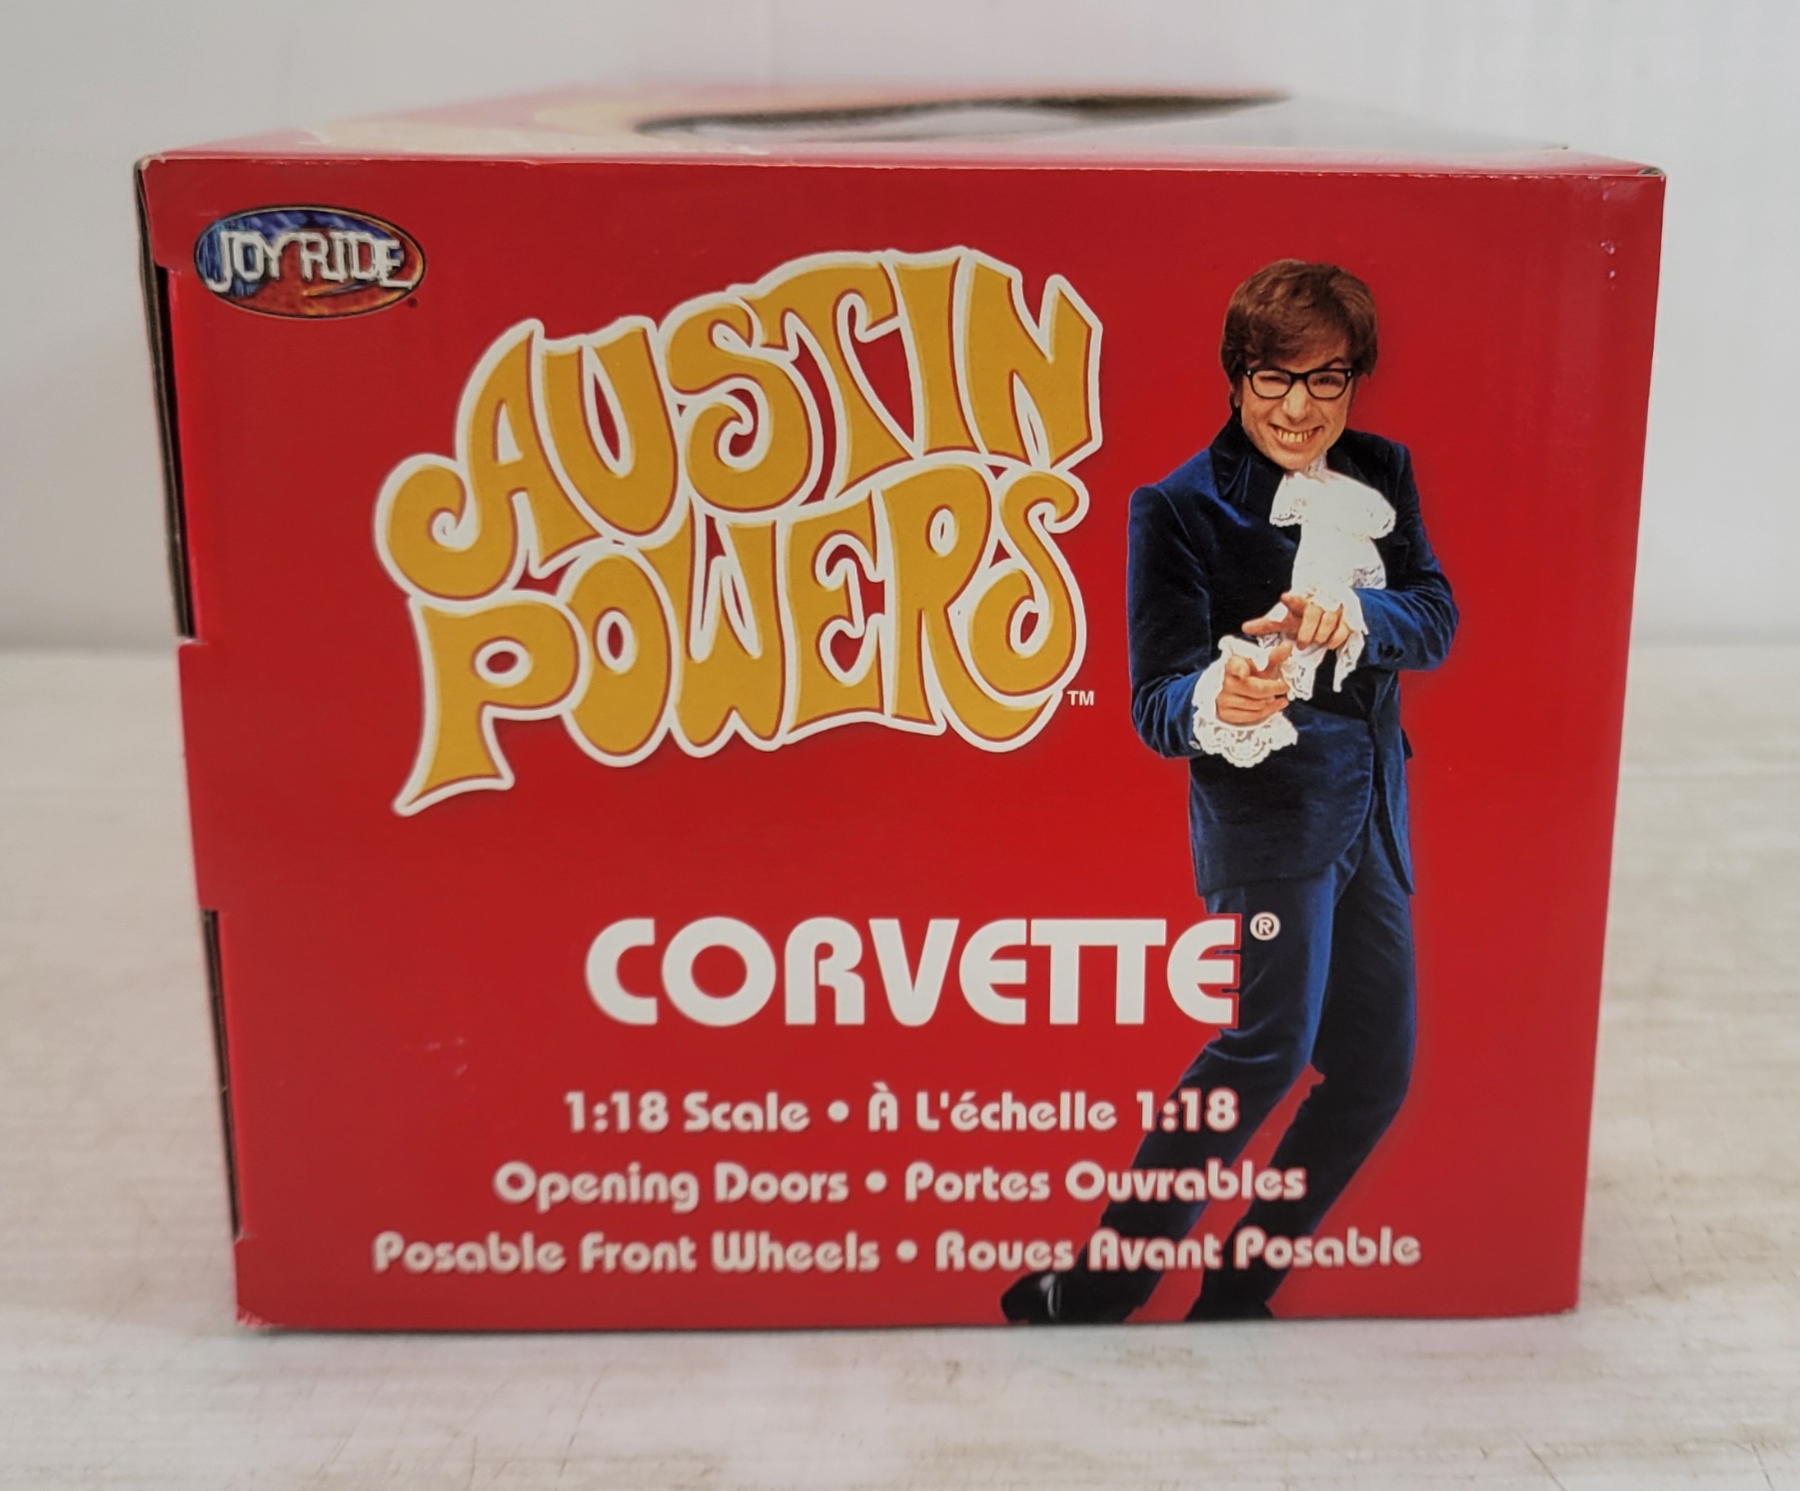 JOYRIDE
AUSTIN
POWERS™
CORVETTE®
1:18 Scale • À L'échelle 1:18
Opening Doors • Portes Ouvrables
Posable Front Wheels • Roues Avant Posable